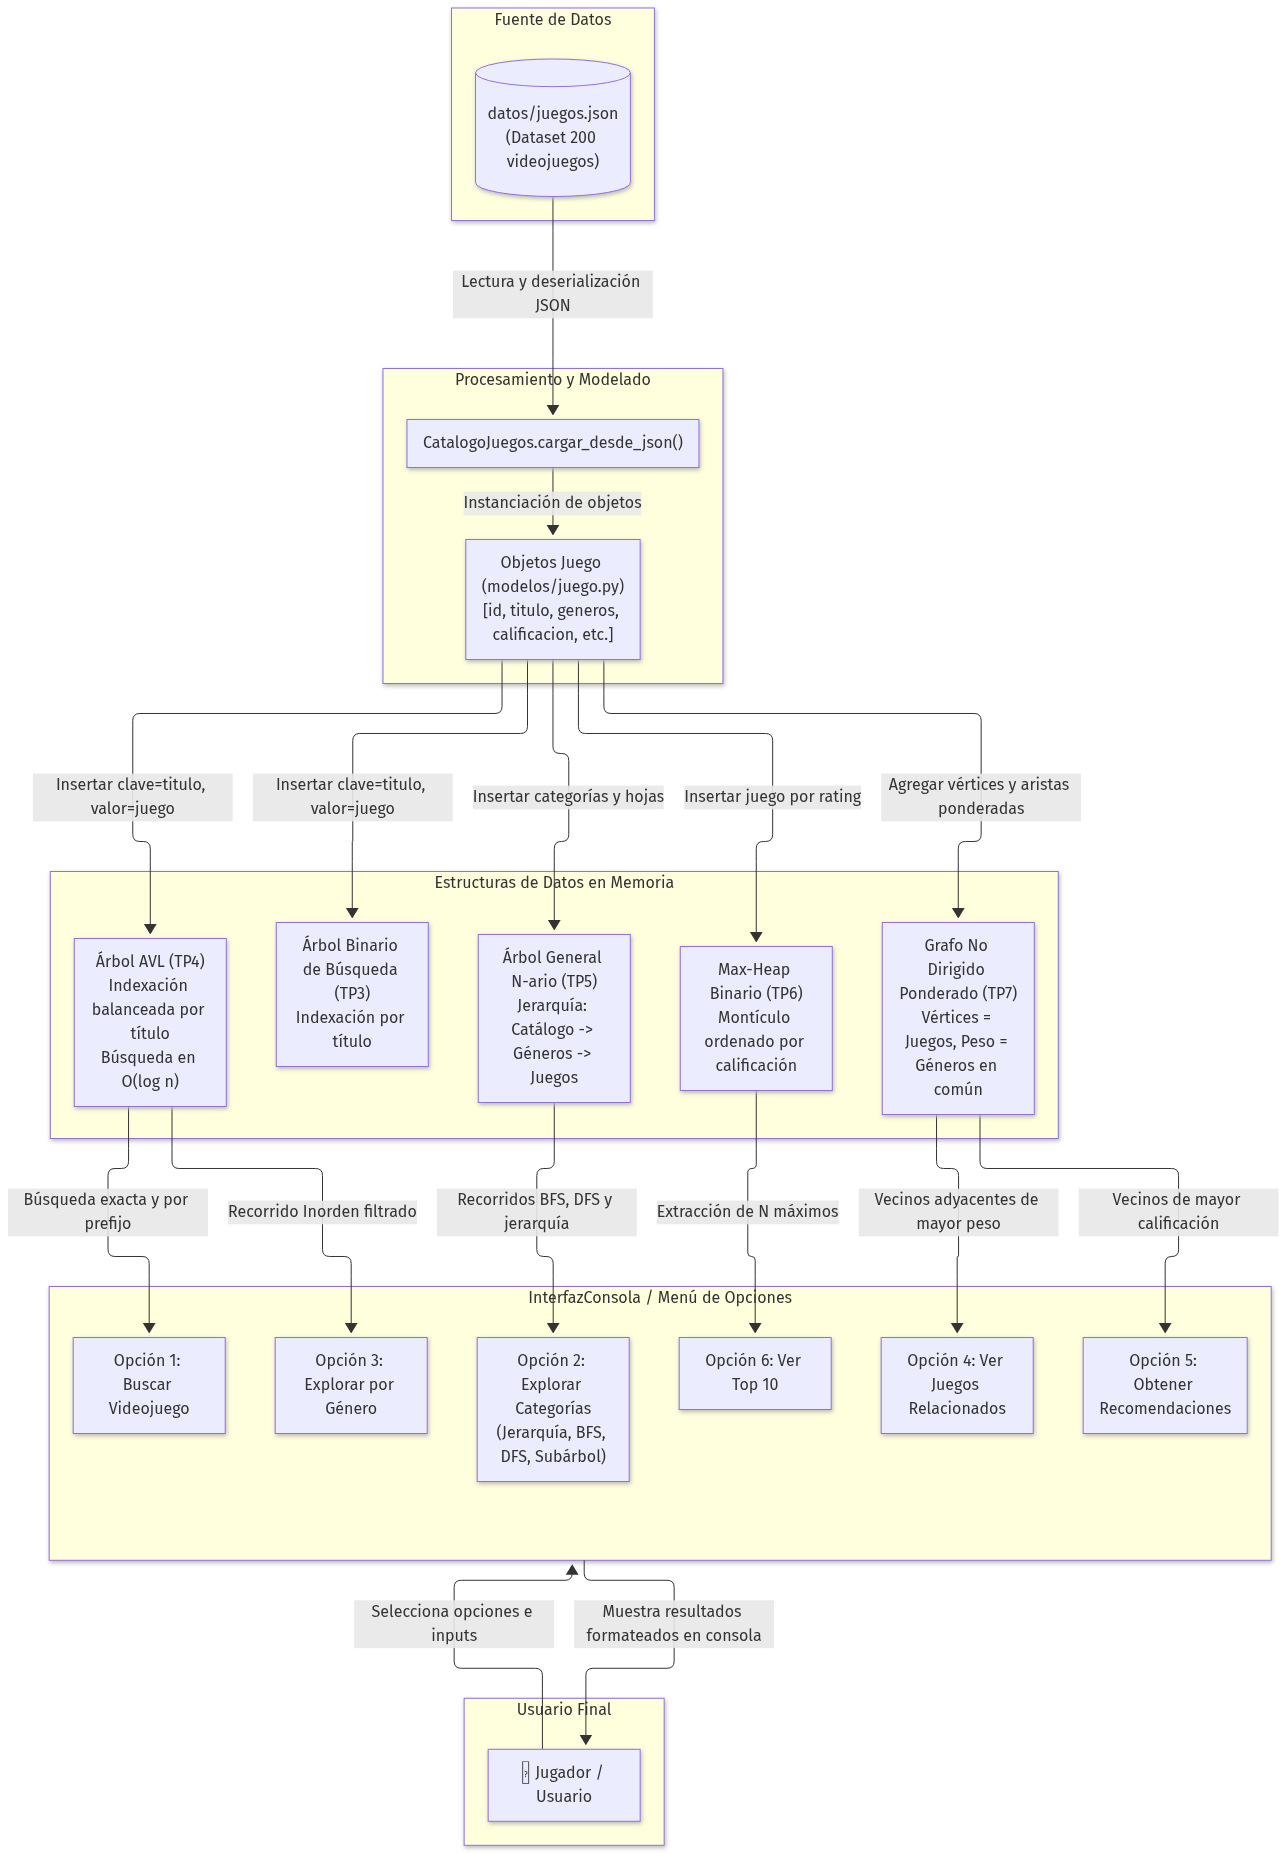 Fuente de Datos
datos/juegos.json
(Dataset 200
videojuegos)
Lectura y deserialización
JSON
Procesamiento y Modelado
CatalogoJuegos.cargar_desde_json()
Instanciación de objetos
Objetos Juego
(modelos/juego.py)
[id, titulo, generos,
calificacion, etc.]
Insertar clave=titulo,
valor=juego
Insertar clave=titulo,
valor=juego
Insertar categorías y hojas
Insertar juego por rating
Agregar vértices y aristas
ponderadas
Estructuras de Datos en Memoria
Árbol AVL (TP4)
Indexación
balanceada por
título
Búsqueda en
O(log n)
Árbol Binario
de Búsqueda
(TP3)
Indexación por
título
Árbol General
N-ario (TP5)
Jerarquía:
Catálogo ->
Géneros ->
Juegos
Max-Heap
Binario (TP6)
Montículo
ordenado por
calificación
Grafo No
Dirigido
Ponderado (TP7)
Vértices =
Juegos, Peso =
Géneros en
común
Búsqueda exacta y por
prefijo
Recorrido Inorden filtrado
Recorridos BFS, DFS y
jerarquía
Extracción de N máximos
Vecinos adyacentes de
mayor peso
Vecinos de mayor
calificación
InterfazConsola / Menú de Opciones
Opción 1:
Buscar
Videojuego
Opción 3:
Explorar por
Género
Opción 2:
Explorar
Categorías
(Jerarquía, BFS,
DFS, Subárbol)
Opción 6: Ver
Top 10
Opción 4: Ver
Juegos
Relacionados
Opción 5:
Obtener
Recomendaciones
Selecciona opciones e
inputs
Muestra resultados
formateados en consola
Usuario Final
Jugador /
Usuario